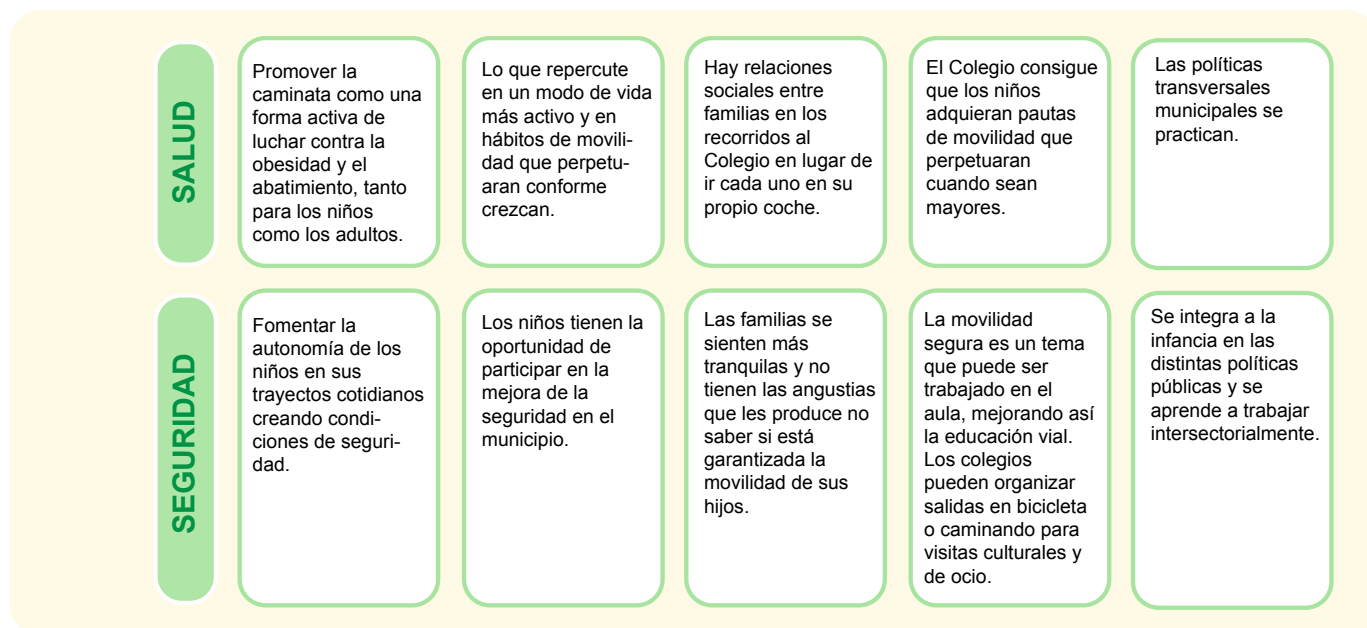 SALUD
Promover la
caminata como una
forma activa de
luchar contra la
obesidad y el
abatimiento, tanto
para los niños
como los adultos.
Lo que repercute
en un modo de vida
más activo y en
hábitos de movili-
dad que perpetu-
aran conforme
crezcan.
Hay relaciones
sociales entre
familias en los
recorridos al
Colegio en lugar de
ir cada uno en su
propio coche.
El Colegio consigue
que los niños
adquieran pautas
de movilidad que
perpetuaran
cuando sean
mayores.
Las políticas
transversales
municipales se
practican.
SEGURIDAD
Fomentar la
autonomía de los
niños en sus
trayectos cotidianos
creando condi-
ciones de seguri-
dad.
Los niños tienen la
oportunidad de
participar en la
mejora de la
seguridad en el
municipio.
Las familias se
sienten más
tranquilas y no
tienen las angustias
que les produce no
saber si está
garantizada la
movilidad de sus
hijos.
La movilidad
segura es un tema
que puede ser
trabajado en el
aula, mejorando así
la educación vial.
Los colegios
pueden organizar
salidas en bicicleta
o caminando para
visitas culturales y
de ocio.
Se integra a la
infancia en las
distintas políticas
públicas y se
aprende a trabajar
intersectorialmente.